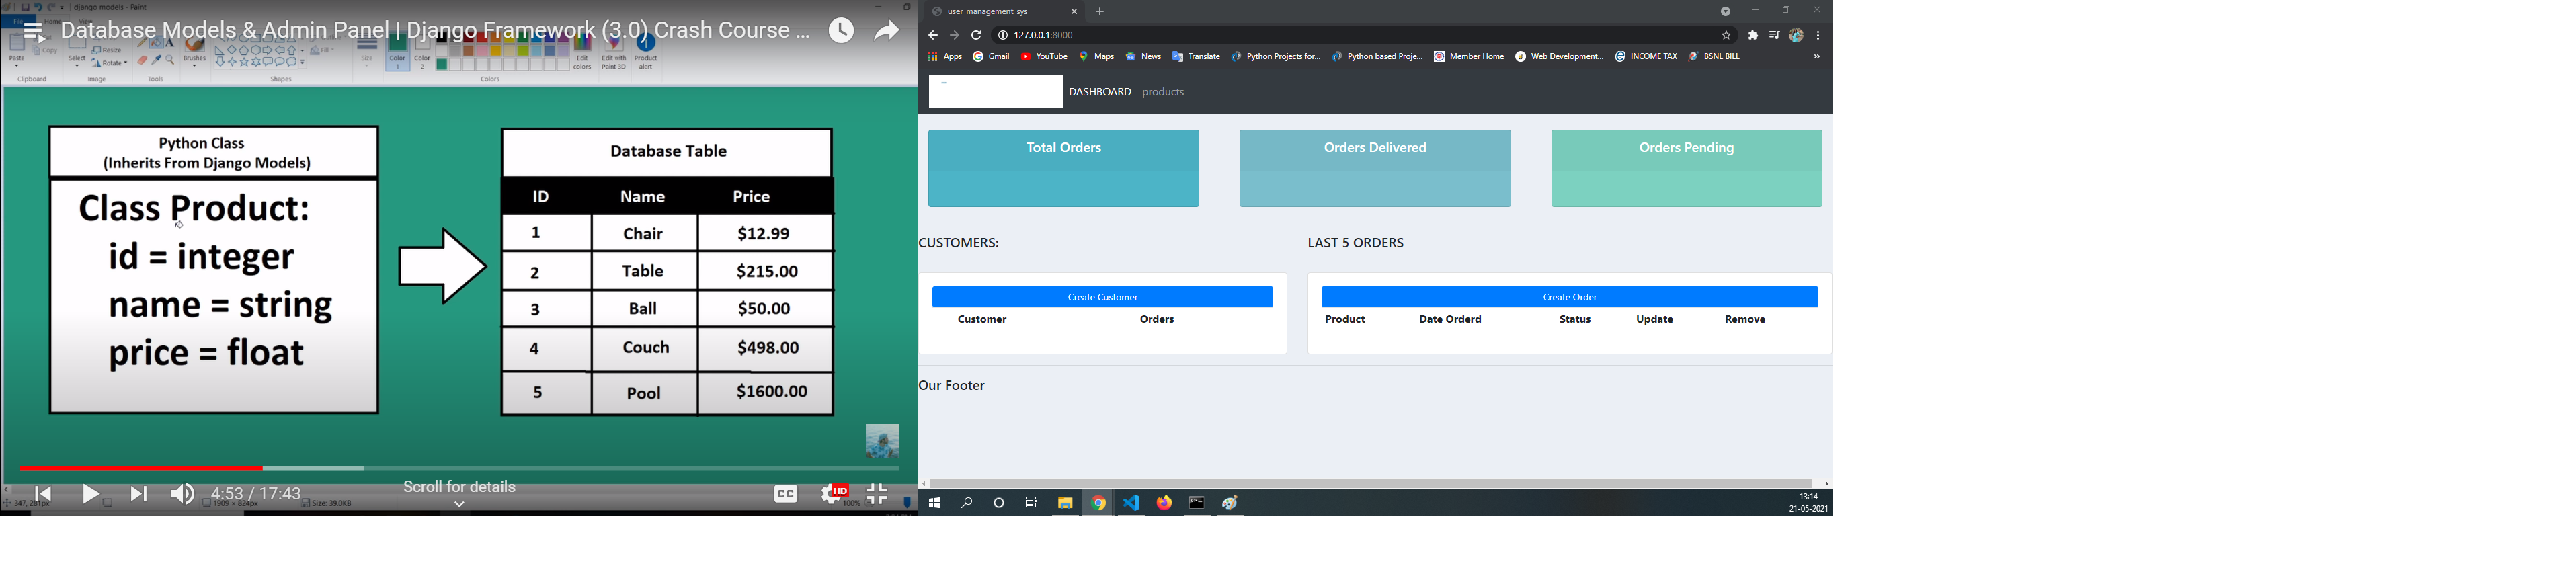 django models - Paint
Database Models & Admin Panel | Django Framework (3.0) Crash Course ...
File Home View
Paste
Copy
Select
Resize
Rotate
Brushes
Fill
Size
Color
1
Color
2
Edit
colors
Edit with
Paint 3D
Product
alert
Clipboard
Image
Tools
Shapes
Colors
Python Class
(Inherits From Django Models)
Class Product:
id = integer
name = string
price = float
Database Table
ID Name Price
1 Chair $12.99
2 Table $215.00
3 Ball $50.00
4 Couch $498.00
5 Pool $1600.00
4:53 / 17:43
Scroll for details
CC
HD
347, 281px
1909 × 824px
Size: 39.0KB
100%
user_management_sys
127.0.0.1:8000
Apps Gmail YouTube Maps News Translate Python Projects for... Python based Proje... Member Home Web Development... INCOME TAX BSNL BILL »
DASHBOARD products
Total Orders
Orders Delivered
Orders Pending
CUSTOMERS:
LAST 5 ORDERS
Create Customer
Create Order
Customer Orders
Product Date Orderd Status Update Remove
Our Footer
13:14
21-05-2021